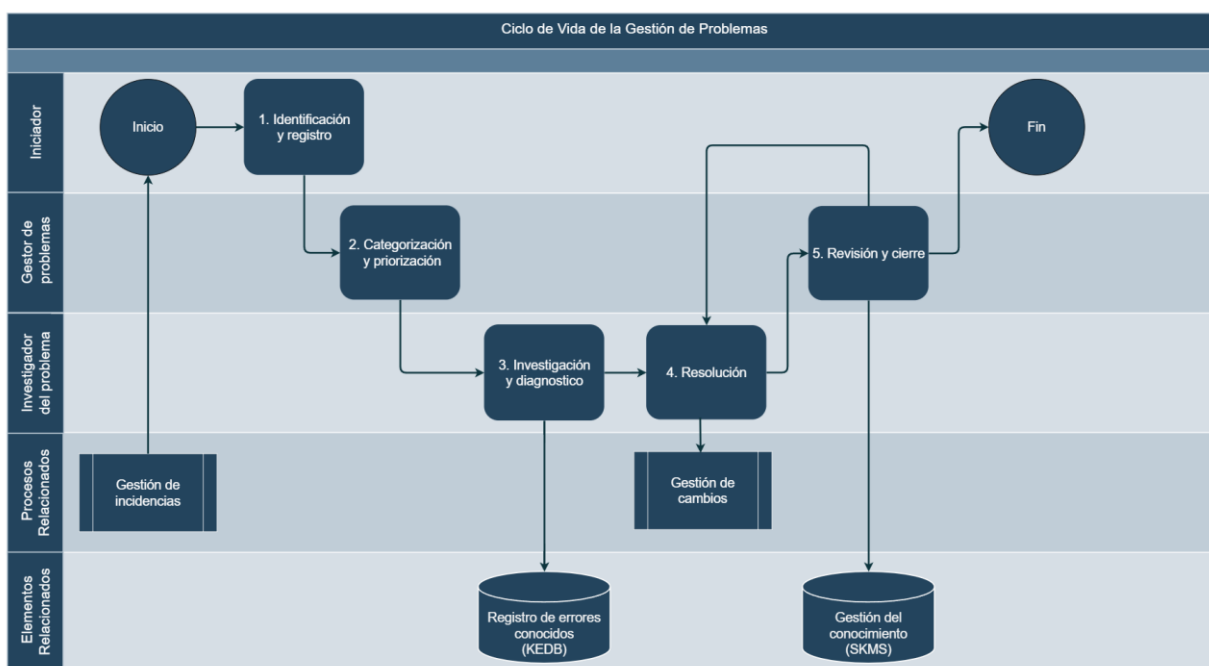 Ciclo de Vida de la Gestión de Problemas
Iniciador
Inicio
1. Identificación
y registro
Fin
Gestor de
problemas
2. Categorización
y priorización
5. Revisión y cierre
Investigador
del problema
3. Investigación
y diagnostico
4. Resolución
Procesos
Relacionados
Gestión de
incidencias
Gestión de
cambios
Elementos
Relacionados
Registro de errores
conocidos
(KEDB)
Gestión del
conocimiento
(SKMS)